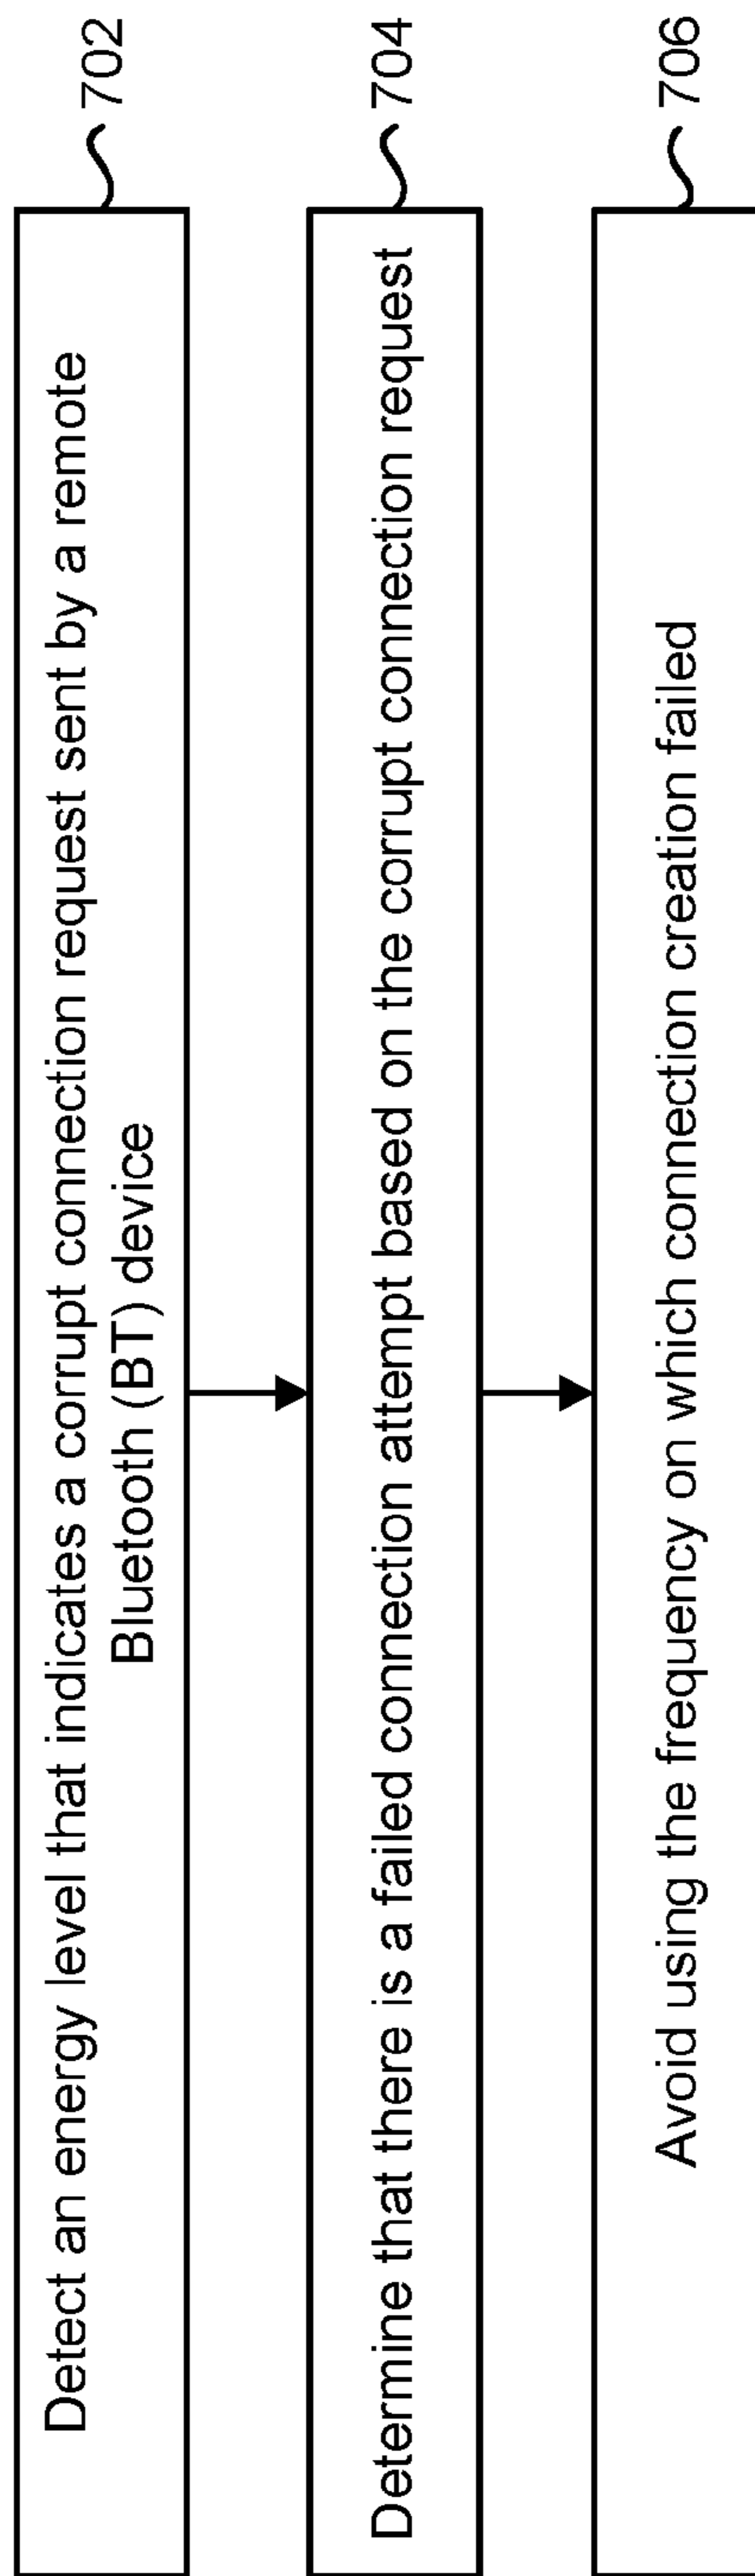 702
Detect an energy level that indicates a corrupt connection request sent by a remote
Bluetooth (BT) device
704
Determine that there is a failed connection attempt based on the corrupt connection request
706
Avoid using the frequency on which connection creation failed